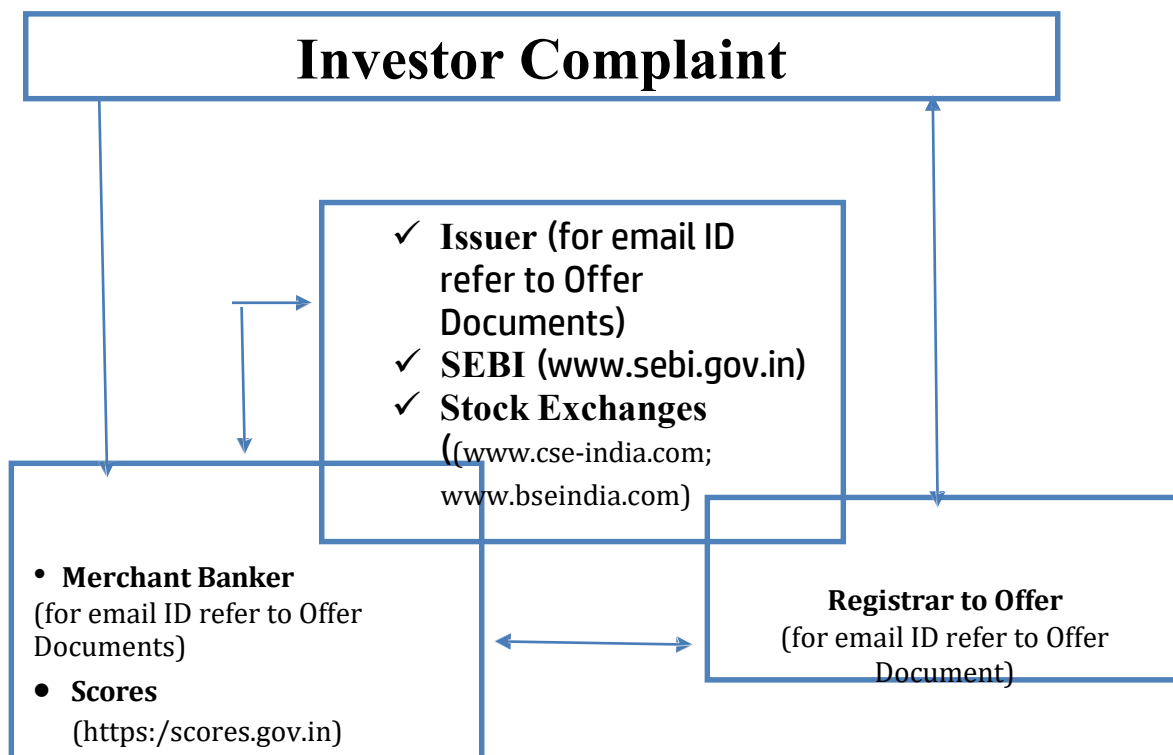 Investor Complaint
✓ Issuer (for email ID
refer to Offer
Documents)
✓ SEBI (www.sebi.gov.in)
✓ Stock Exchanges
((www.cse-india.com;
www.bseindia.com)
• Merchant Banker
(for email ID refer to Offer
Documents)
• Scores
(https:/scores.gov.in)
Registrar to Offer
(for email ID refer to Offer
Document)